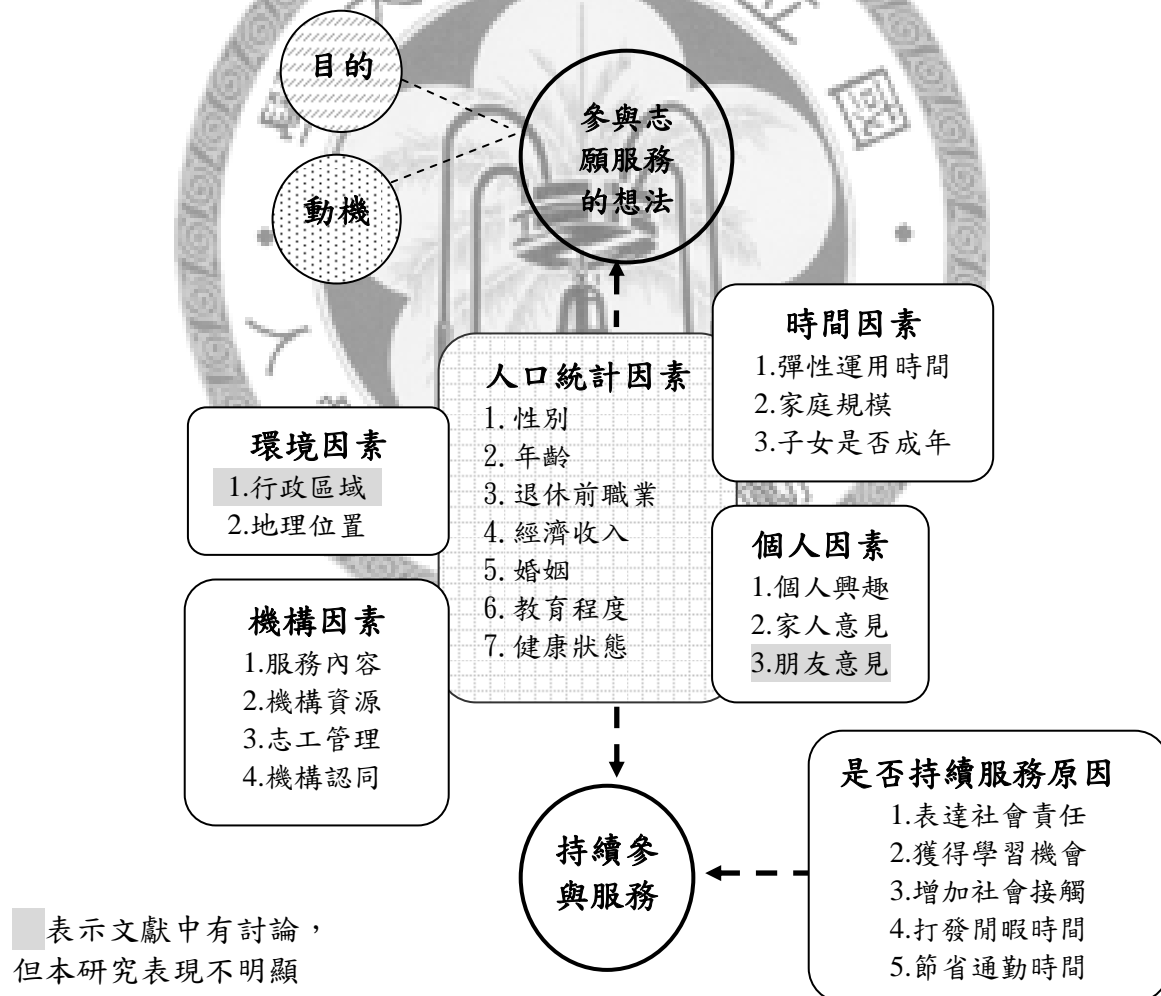 目的
動機
參與志
願服務
的想法
時間因素
1.彈性運用時間
2.家庭規模
3.子女是否成年
人口統計因素
1.性別
2.年齡
3.退休前職業
4.經濟收入
5.婚姻
6.教育程度
7.健康狀態
環境因素
1.行政區域
2.地理位置
個人因素
1.個人興趣
2.家人意見
3.朋友意見
機構因素
1.服務內容
2.機構資源
3.志工管理
4.機構認同
持續參
與服務
是否持續服務原因
1.表達社會責任
2.獲得學習機會
3.增加社會接觸
4.打發閒暇時間
5.節省通勤時間
表示文獻中有討論，
但本研究表現不明顯